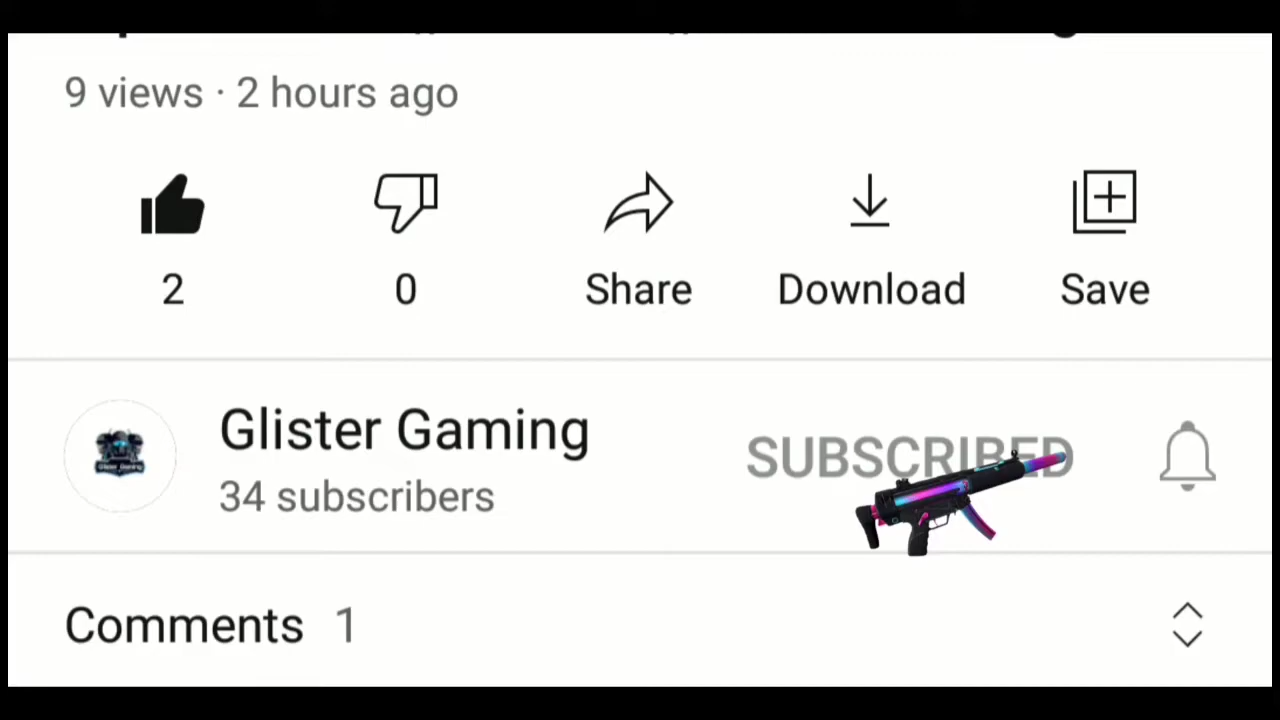 9 views · 2 hours ago
2 0 Share Download Save
Glister Gaming
SUBSCRIBED
34 subscribers
Comments 1